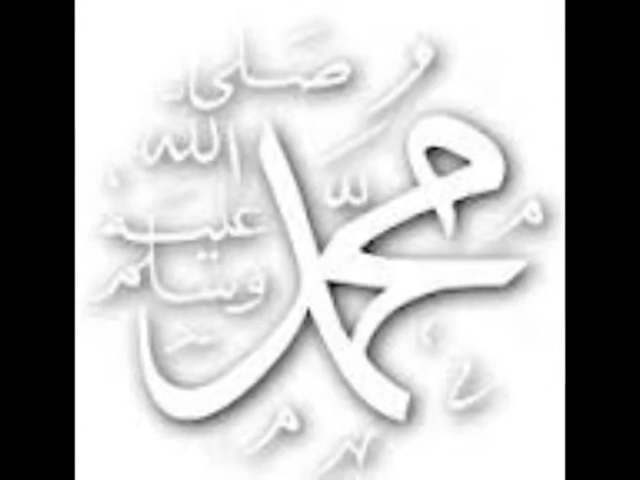 محمد
صلى
الله
عليه
وسلم